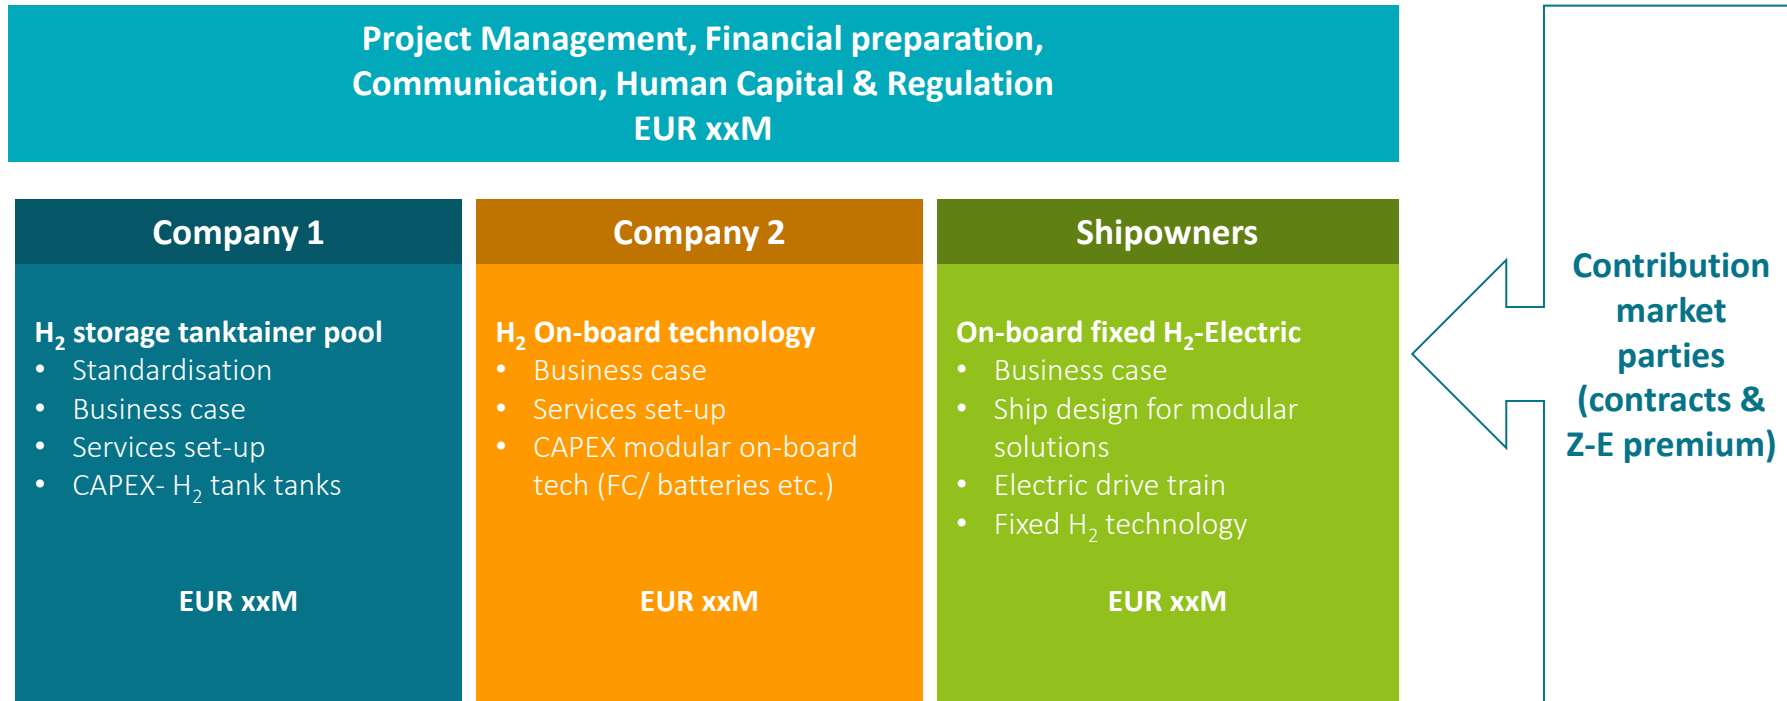 Project Management, Financial preparation,
Communication, Human Capital & Regulation
EUR xxM
Company 1
H₂ storage tanktainer pool
• Standardisation
• Business case
• Services set-up
• CAPEX- H₂ tank tanks
EUR xxM
Company 2
H₂ On-board technology
• Business case
• Services set-up
• CAPEX modular on-board
tech (FC/ batteries etc.)
EUR xxM
Shipowners
On-board fixed H₂-Electric
• Business case
• Ship design for modular
solutions
• Electric drive train
• Fixed H₂ technology
EUR xxM
Contribution
market
parties
(contracts &
Z-E premium)